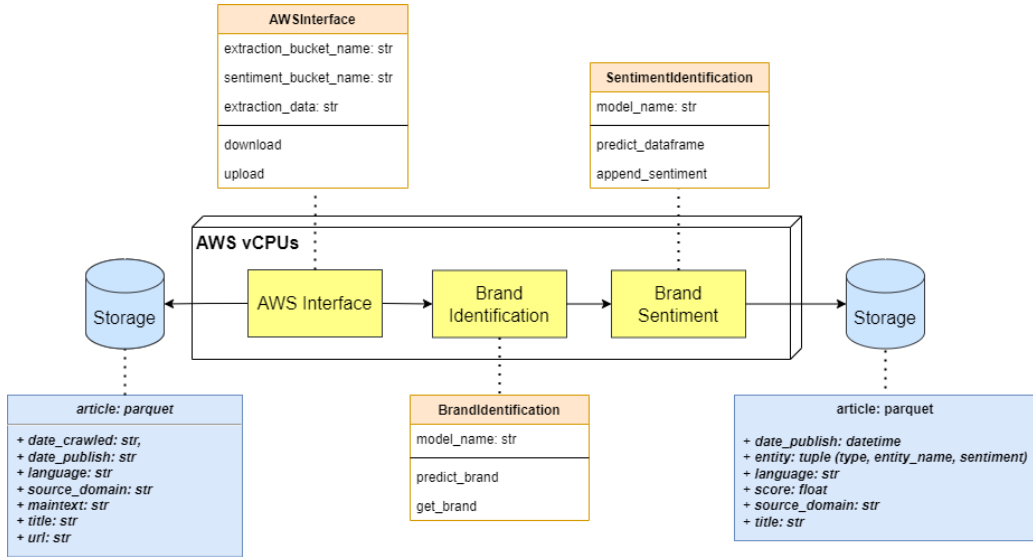 AWSInterface
extraction_bucket_name: str
sentiment_bucket_name: str
extraction_data: str
download
upload
SentimentIdentification
model_name: str
predict_dataframe
append_sentiment
AWS vCPUs
Storage
AWS Interface
Brand
Identification
Brand
Sentiment
Storage
article: parquet
+ date_crawled: str,
+ date_publish: str
+ language: str
+ source_domain: str
+ maintext: str
+ title: str
+ url: str
BrandIdentification
model_name: str
predict_brand
get_brand
article: parquet
+ date_publish: datetime
+ entity: tuple (type, entity_name, sentiment)
+ language: str
+ score: float
+ source_domain: str
+ title: str